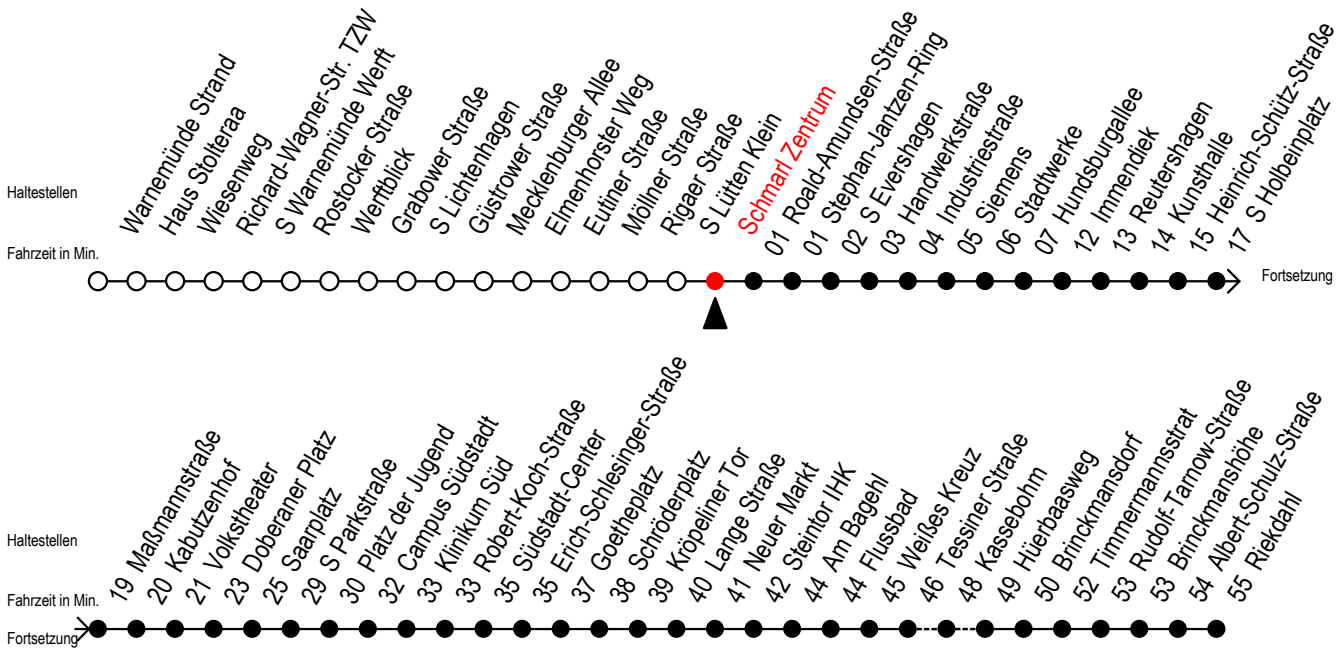 Haltestellen
Warnemünde Strand
Haus Stolteraa
Wiesenweg
Richard-Wagner-Str. TZW
S Warnemünde Werft
Rostocker Straße
Werftblick
Grabower Straße
S Lichtenhagen
Güstrower Straße
Mecklenburger Allee
Elmenhorster Weg
Eutiner Straße
Möllner Straße
Rigaer Straße
S Lütten Klein
Schmarl Zentrum
01 Roald-Amundsen-Straße
01 Stephan-Jantzen-Ring
02 S Evershagen
03 Handwerkstraße
04 Industriestraße
05 Siemens
06 Stadtwerke
07 Hundsburgallee
12 Immendiek
13 Reutershagen
14 Kunsthalle
15 Heinrich-Schütz-Straße
17 S Holbeinplatz
Fahrzeit in Min.
Fortsetzung
Haltestellen
19 Maßmannstraße
20 Kabutzenhof
21 Volkstheater
23 Doberaner Platz
25 Saarplatz
29 S Parkstraße
30 Platz der Jugend
32 Campus Südstadt
33 Klinikum Süd
33 Robert-Koch-Straße
35 Südstadt-Center
35 Erich-Schlesinger-Straße
37 Goetheplatz
38 Schröderplatz
39 Kröpeliner Tor
40 Lange Straße
41 Neuer Markt
42 Steintor IHK
44 Am Bagehl
44 Flussbad
45 Weißes Kreuz
46 Tessiner Straße
48 Kassebohm
49 Hüerbaasweg
50 Brinckmansdorf
52 Timmermannsstrat
53 Rudolf-Tarnow-Straße
53 Brinckmanshöhe
54 Albert-Schulz-Straße
55 Riekdahl
Fahrzeit in Min.
Fortsetzung